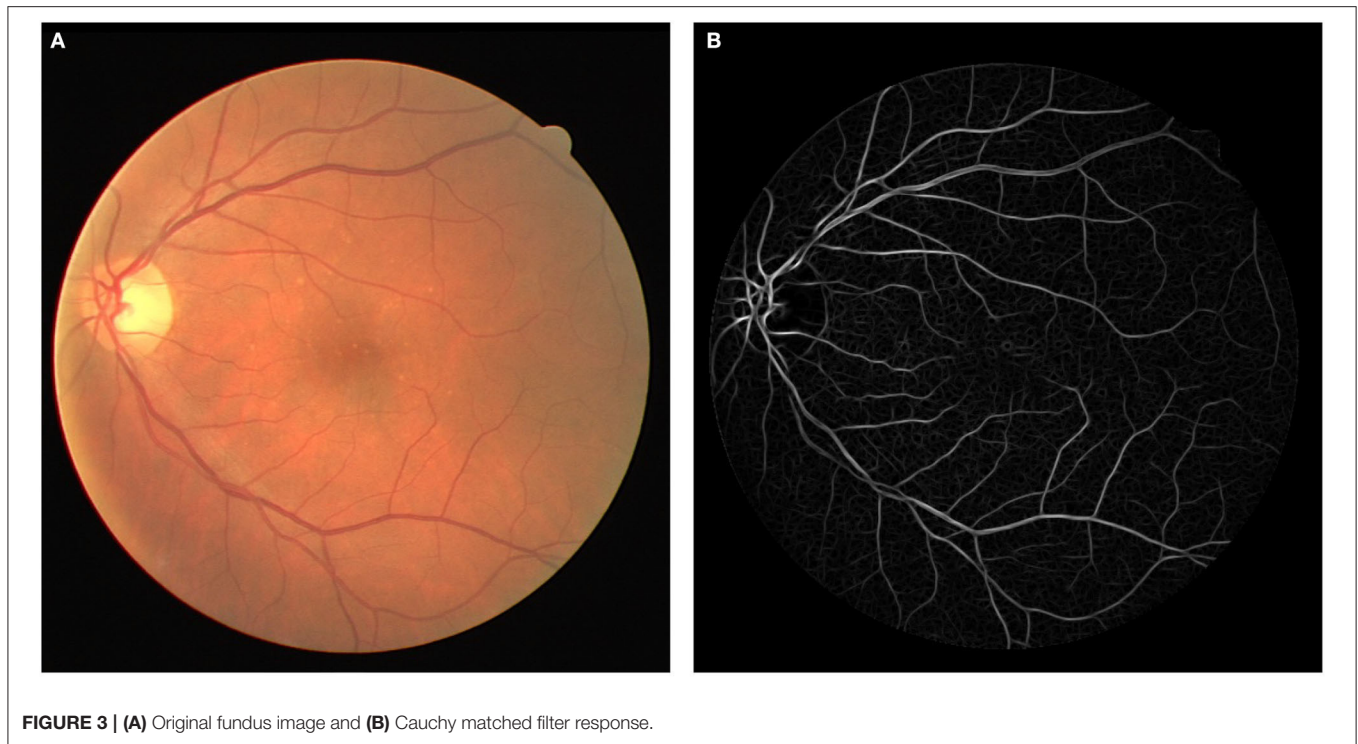 A
B
FIGURE 3 | (A) Original fundus image and (B) Cauchy matched filter response.